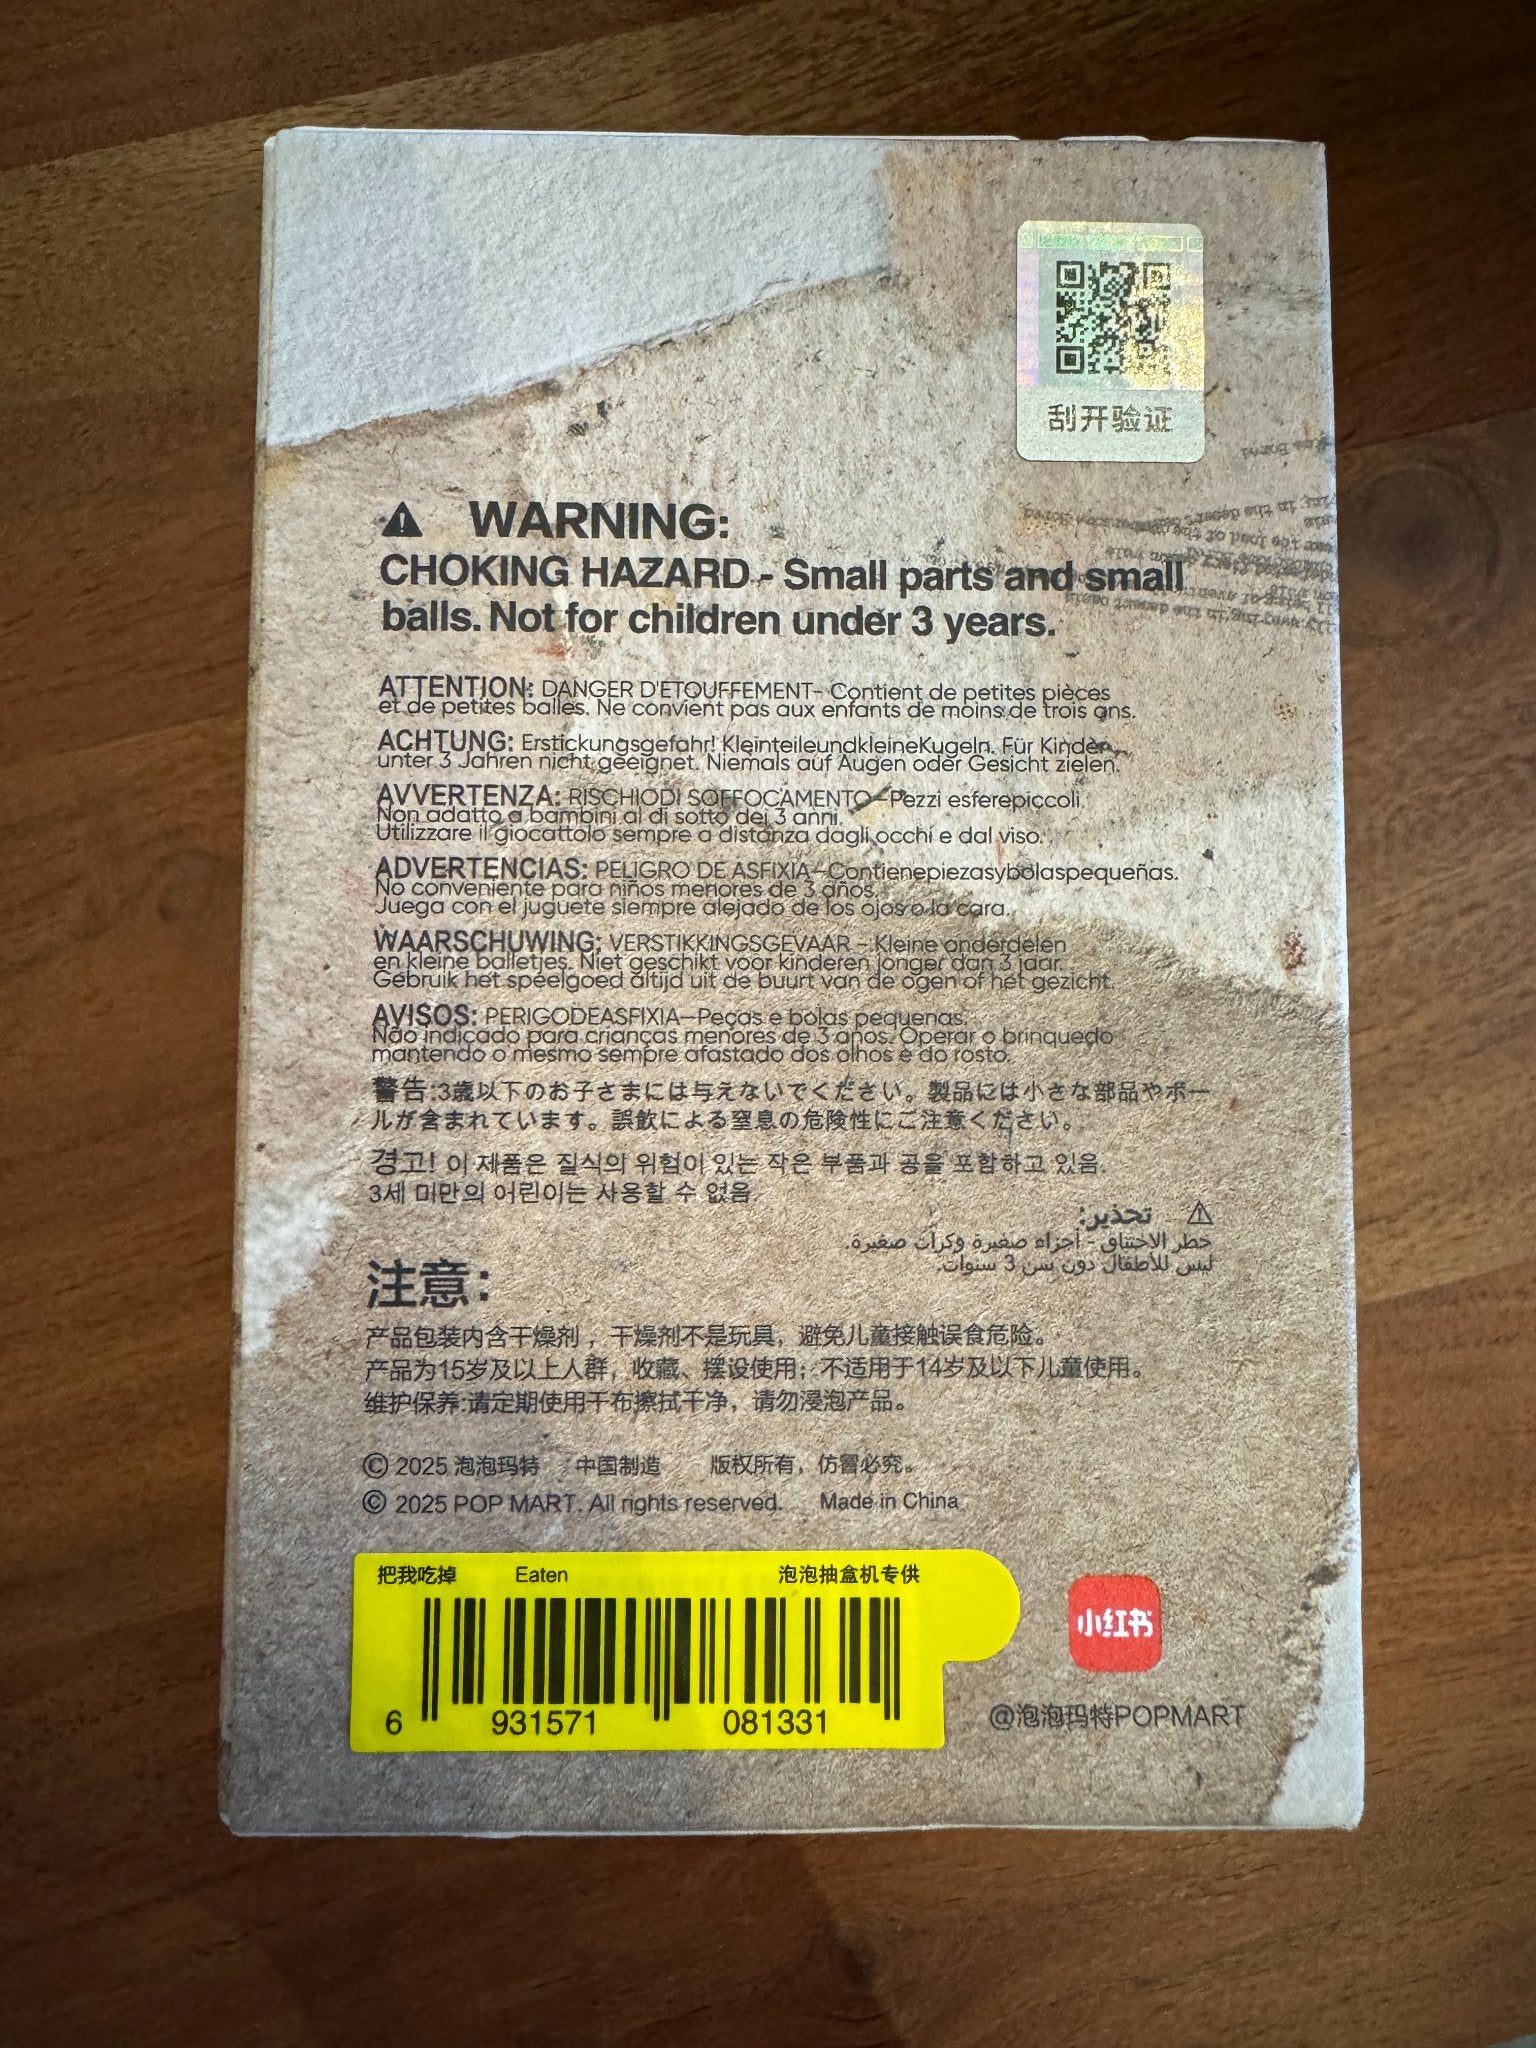 刮开验证
⚠ WARNING:
CHOKING HAZARD - Small parts and small
balls. Not for children under 3 years.
ATTENTION: DANGER D'ETOUFFEMENT- Contient de petites pièces
et de petites balles. Ne convient pas aux enfants de moins de trois ans.
ACHTUNG: Erstickungsgefahr! KleinteileundkleineKugeln. Für Kinder
unter 3 Jahren nicht geeignet. Niemals auf Augen oder Gesicht zielen.
AVVERTENZA: RISCHIODI SOFFOCAMENTO-Pezzi esferepiccoli.
Non adatto a bambini al di sotto dei 3 anni.
Utilizzare il giocattolo sempre a distanza dagli occhi e dal viso.
ADVERTENCIAS: PELIGRO DE ASFIXIA-Contienepiezasybolaspequeñas.
No conveniente para niños menores de 3 años.
Juega con el juguete siempre alejado de los ojos o la cara.
WAARSCHUWING: VERSTIKKINGSGEVAAR - Kleine onderdelen
en kleine balletjes. Niet geschikt voor kinderen jonger dan 3 jaar.
Gebruik het speelgoed altijd uit de buurt van de ogen of het gezicht.
AVISOS: PERIGODEASFIXIA-Peças e bolas pequenas.
Não indicado para crianças menores de 3 anos. Operar o brinquedo
mantendo o mesmo sempre afastado dos olhos e do rosto.
警告:3歳以下のお子さまには与えないでください。製品には小さな部品やボー
ルが含まれています。誤飲による窒息の危険性にご注意ください。
경고! 이 제품은 질식의 위험이 있는 작은 부품과 공을 포함하고 있음.
3세 미만의 어린이는 사용할 수 없음.
⚠ تحذير:
خطر الاختناق - أجزاء صغيرة وكرات صغيرة.
ليس للأطفال دون سن 3 سنوات.
注意：
产品包装内含干燥剂，干燥剂不是玩具，避免儿童接触误食危险。
产品为15岁及以上人群，收藏、摆设使用；不适用于14岁及以下儿童使用。
维护保养:请定期使用干布擦拭干净，请勿浸泡产品。
© 2025 泡泡玛特 中国制造 版权所有，仿冒必究。
© 2025 POP MART. All rights reserved. Made in China
把我吃掉 Eaten 泡泡抽盒机专供
6 931571 081331
小红书
@泡泡玛特POPMART